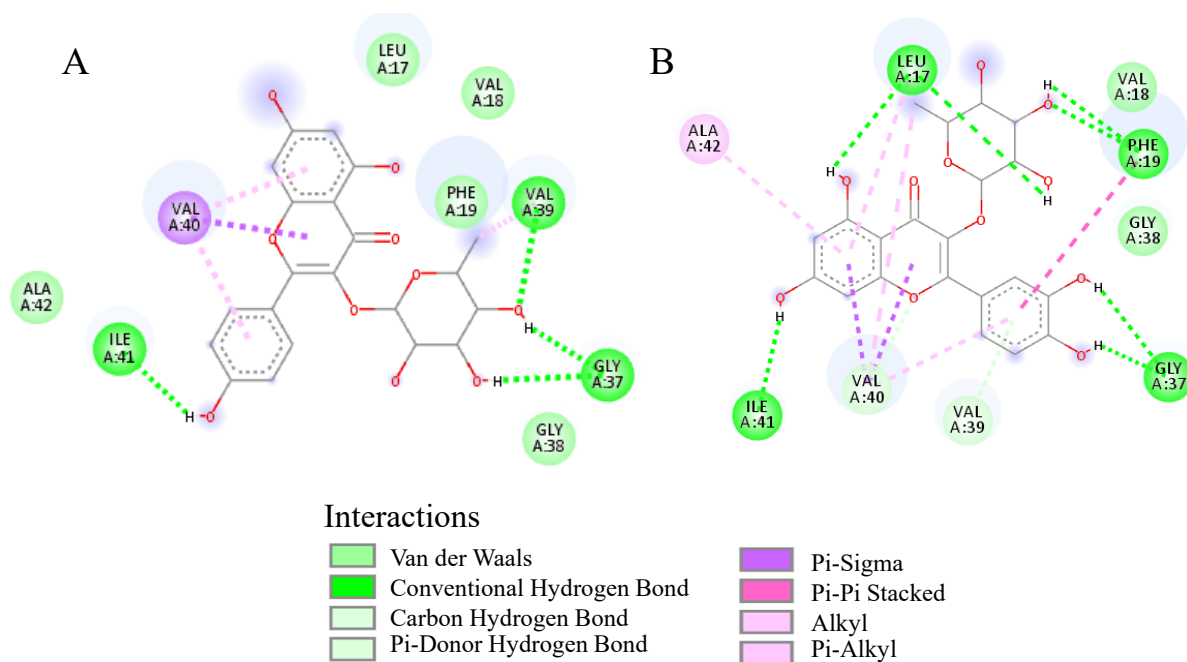 A
LEU
A:17
VAL
A:18
PHE
A:19
VAL
A:39
VAL
A:40
ALA
A:42
ILE
A:41
GLY
A:37
GLY
A:38
O
O
O
O
O
O
O
O
O
H
H
H
O
B
LEU
A:17
VAL
A:18
ALA
A:42
PHE
A:19
GLY
A:38
GLY
A:37
VAL
A:40
VAL
A:39
ILE
A:41
O
H
O
H
O
O
O
H
O
O
H
O
O
H
O
H
O
H
O
Interactions
Van der Waals
Conventional Hydrogen Bond
Carbon Hydrogen Bond
Pi-Donor Hydrogen Bond
Pi-Sigma
Pi-Pi Stacked
Alkyl
Pi-Alkyl